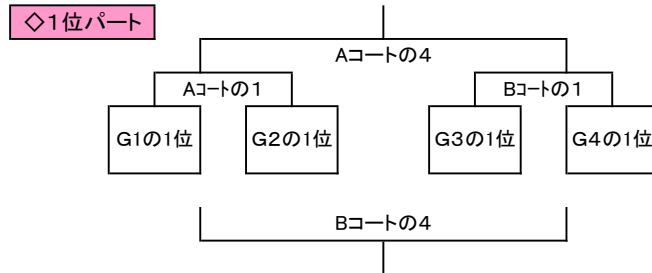 ◇1位パート
Aコートの4
Aコートの1
Bコートの1
G1の1位
G2の1位
G3の1位
G4の1位
Bコートの4